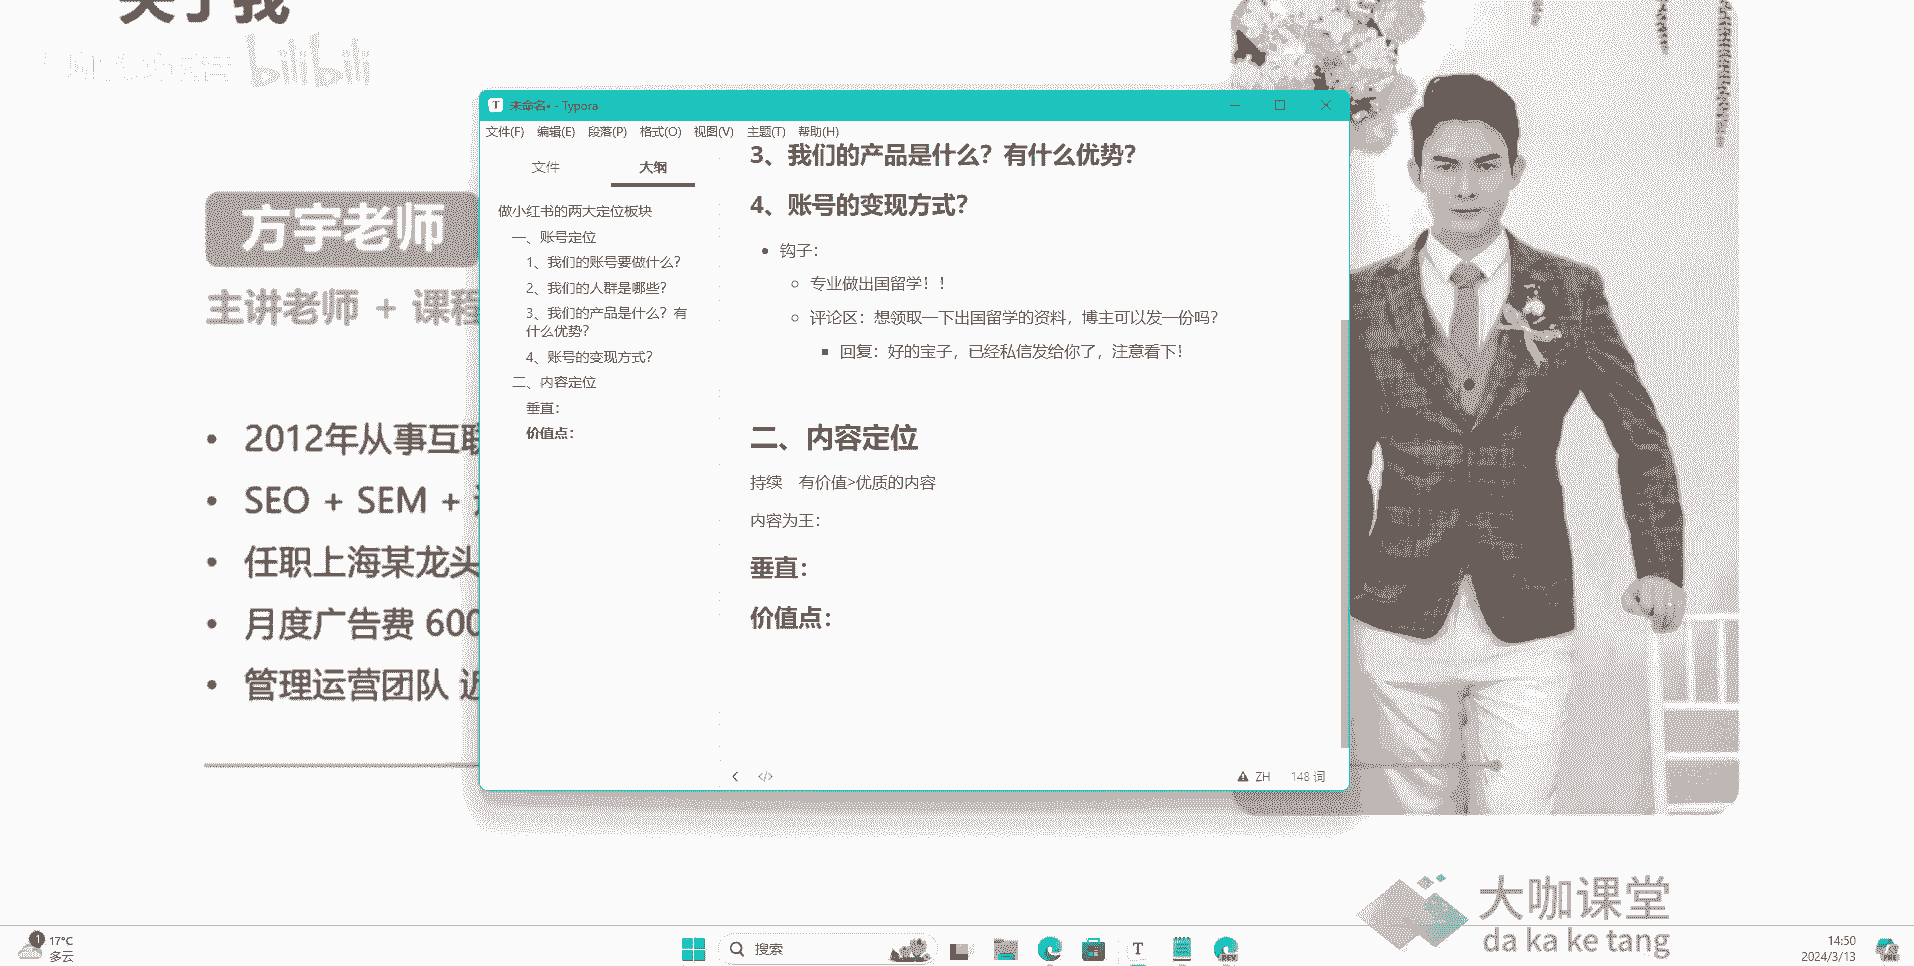 关于我
bilibili
方宇老师
主讲老师 + 课程
2012年从事互联
SEO + SEM +
任职上海某龙头
月度广告费 600
管理运营团队 近
未命名• - Typora
文件(F) 编辑(E) 段落(P) 格式(O) 视图(V) 主题(T) 帮助(H)
文件 大纲
做小红书的两大定位板块
一、账号定位
1、我们的账号要做什么？
2、我们的人群是哪些？
3、我们的产品是什么？有
什么优势？
4、账号的变现方式？
二、内容定位
垂直：
价值点：
3、我们的产品是什么？有什么优势？
4、账号的变现方式？
钩子：
专业做出国留学！！
评论区：想领取一下出国留学的资料，博主可以发一份吗？
回复：好的宝子，已经私信发给你了，注意看下！
二、内容定位
持续 有价值>优质的内容
内容为王：
垂直：
价值点：
ZH 148 词
大咖课堂
da ka ke tang
1
17°C
多云
搜索
14:50
2024/3/13